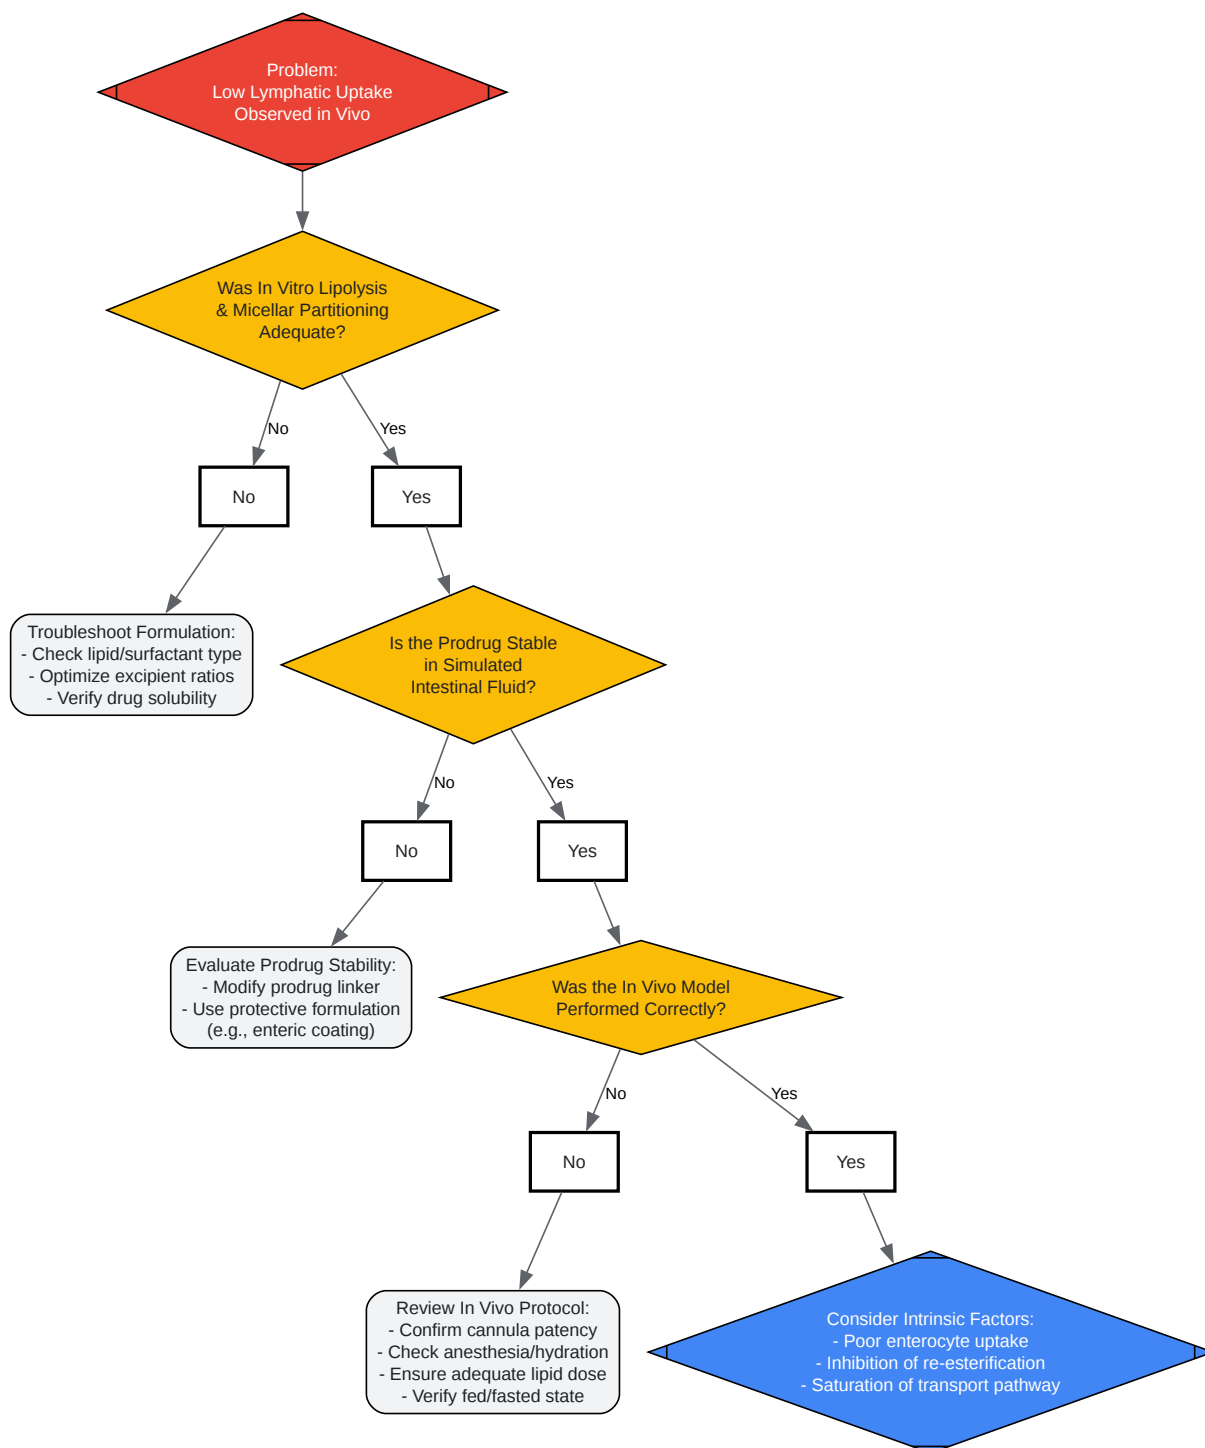 Problem:
Low Lymphatic Uptake
Observed in Vivo
Was In Vitro Lipolysis
& Micellar Partitioning
Adequate?
No
Yes
No
Yes
Troubleshoot Formulation:
- Check lipid/surfactant type
- Optimize excipient ratios
- Verify drug solubility
Is the Prodrug Stable
in Simulated
Intestinal Fluid?
No
Yes
No
Yes
Evaluate Prodrug Stability:
- Modify prodrug linker
- Use protective formulation
(e.g., enteric coating)
Was the In Vivo Model
Performed Correctly?
No
Yes
No
Yes
Review In Vivo Protocol:
- Confirm cannula patency
- Check anesthesia/hydration
- Ensure adequate lipid dose
- Verify fed/fasted state
Consider Intrinsic Factors:
- Poor enterocyte uptake
- Inhibition of re-esterification
- Saturation of transport pathway